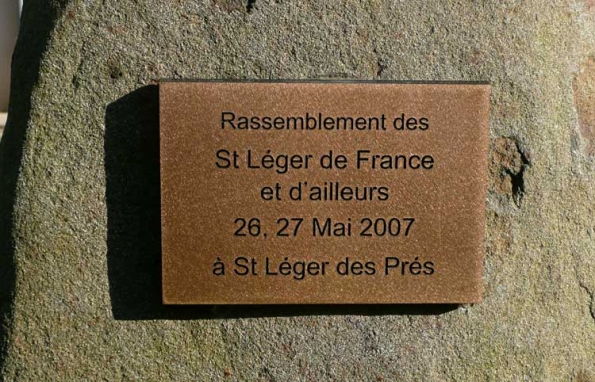 Rassemblement des
St Léger de France
et d'ailleurs
26, 27 Mai 2007
à St Léger des Prés